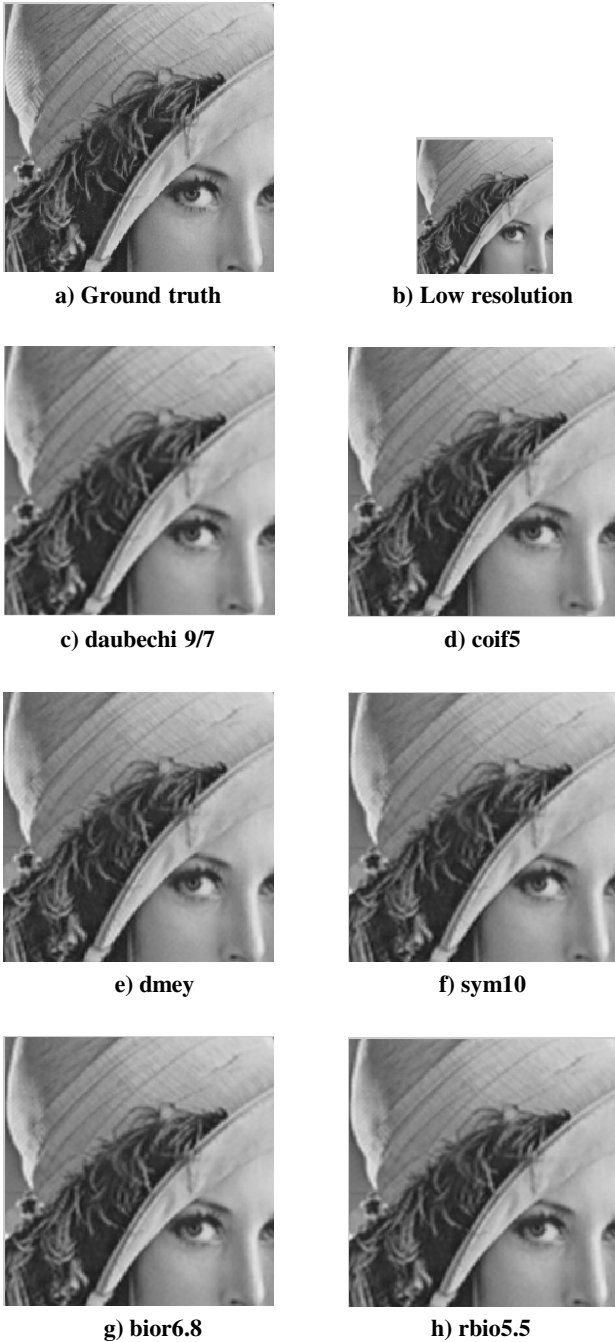 a) Ground truth
b) Low resolution
c) daubechi 9/7
d) coif5
e) dmey
f) sym10
g) bior6.8
h) rbio5.5